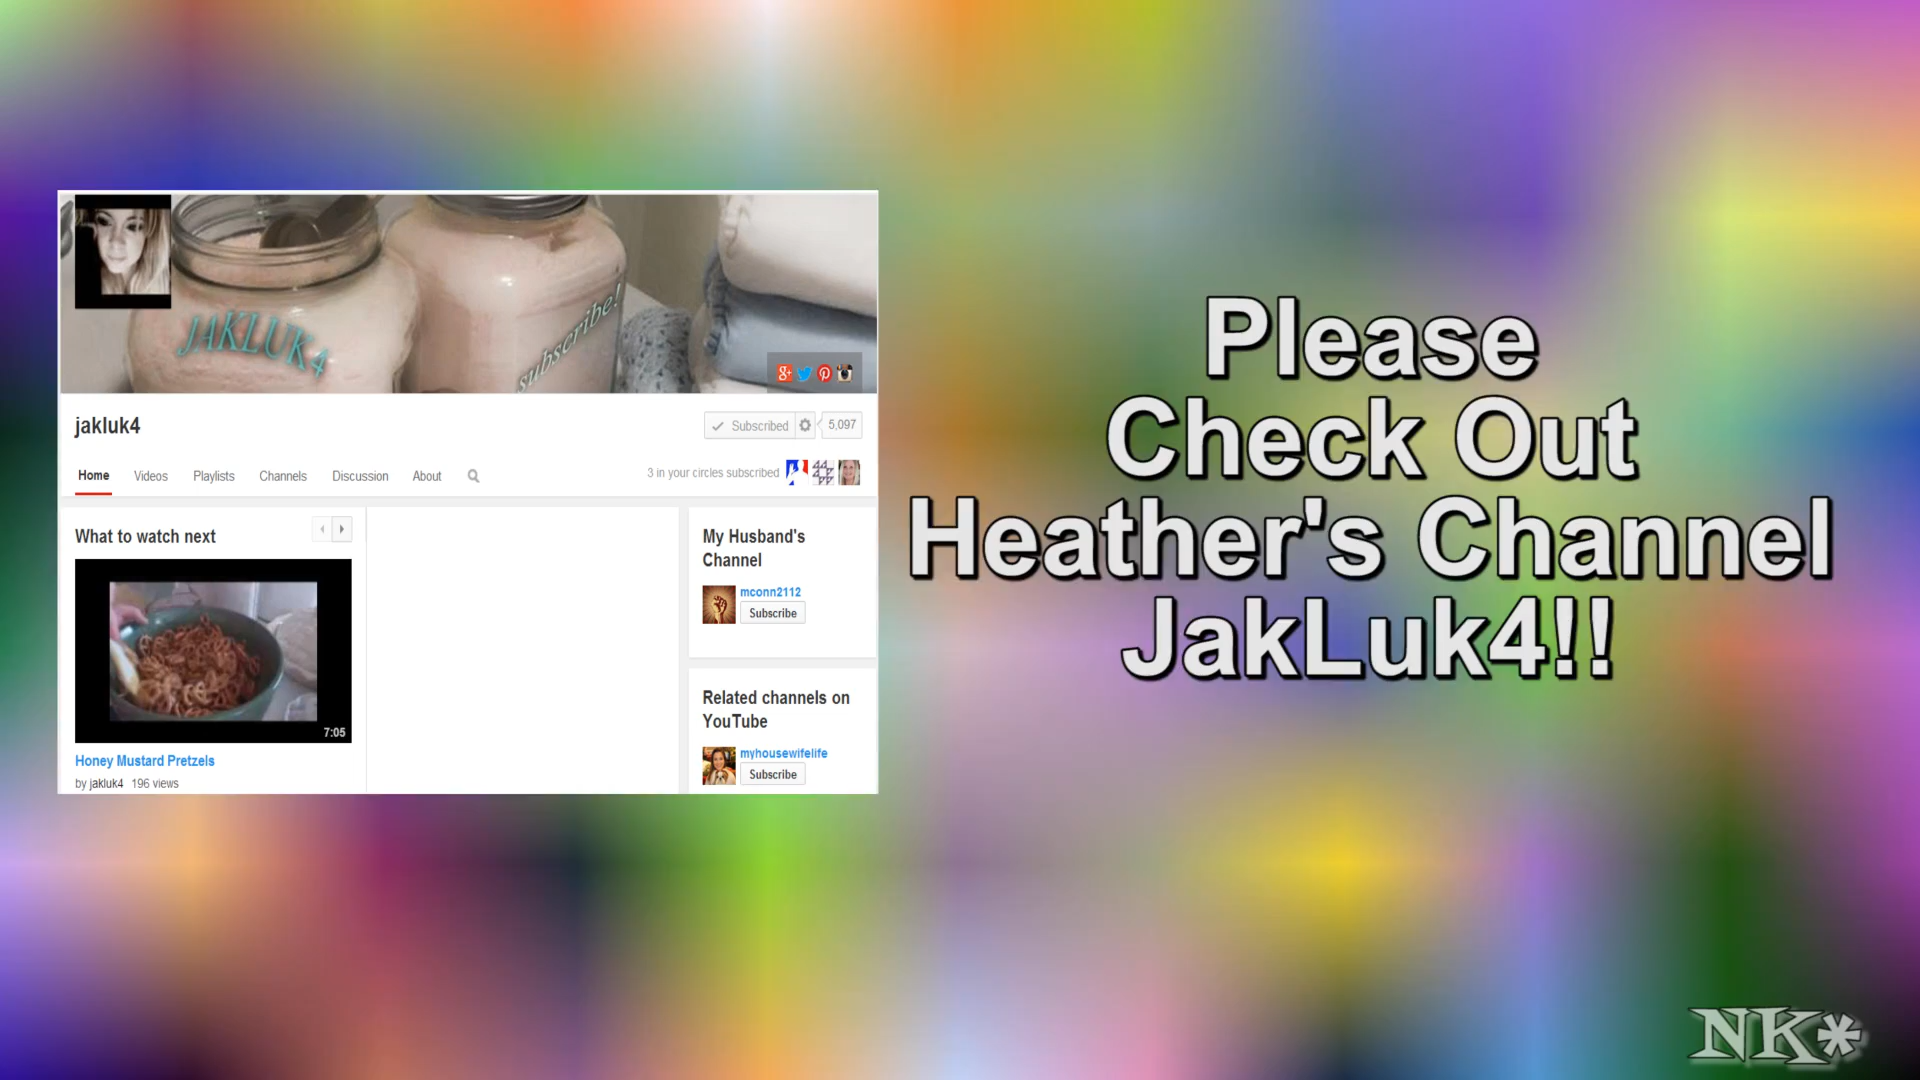 JAKLUK4
subscribe!
jakluk4
Subscribed
5,097
Home Videos Playlists Channels Discussion About
3 in your circles subscribed
What to watch next
7:05
Honey Mustard Pretzels
by jakluk4 196 views
My Husband's
Channel
mconn2112
Subscribe
Related channels on
YouTube
myhousewifelife
Subscribe
Please
Check Out
Heather's Channel
JakLuk4!!
NK*